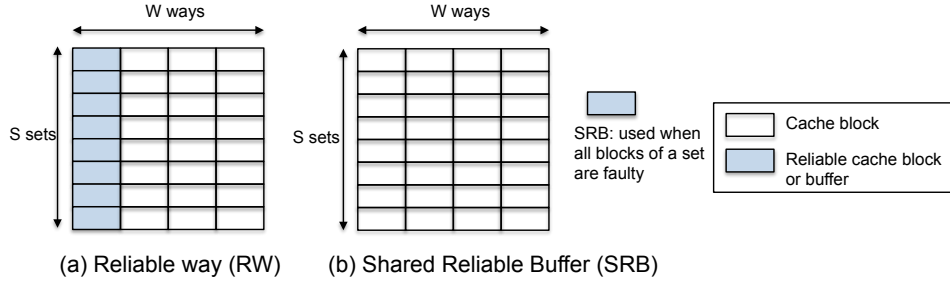 W ways
W ways
S sets
S sets
SRB: used when
all blocks of a set
are faulty
Cache block
Reliable cache block
or buffer
(a) Reliable way (RW)
(b) Shared Reliable Buffer (SRB)